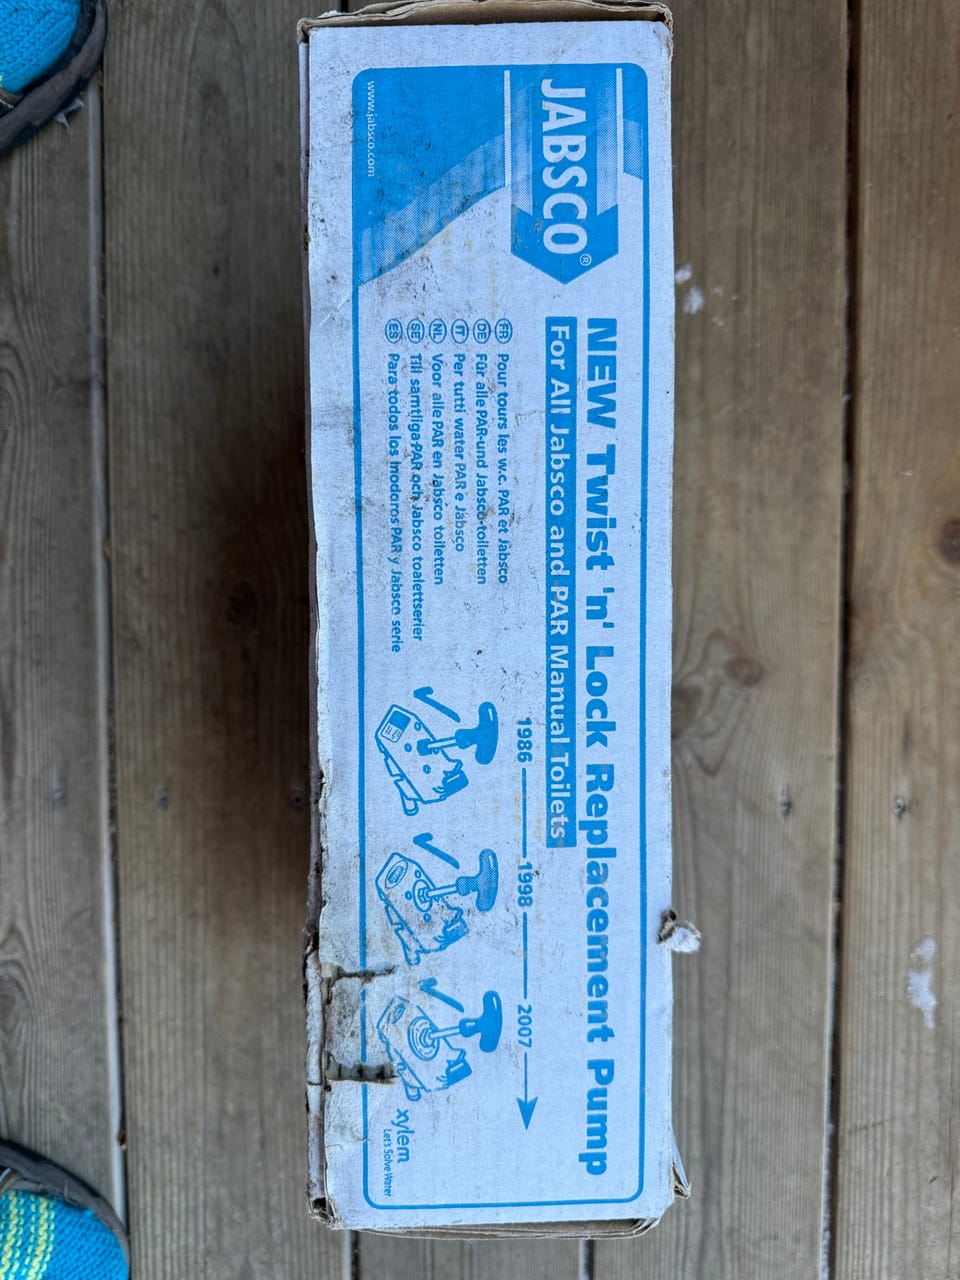 JABSCO®
www.jabsco.com
NEW Twist 'n' Lock Replacement Pump
For All Jabsco and PAR Manual Toilets
FR Pour tours les w.c. PAR et Jabsco
DE Für alle PAR-und Jabsco-toiletten
IT Per tutti water PAR e Jabsco
NL Voor alle PAR en Jabsco toiletten
SE Till samtliga PAR och Jabsco toalettserier
ES Para todos los inodoros PAR y Jabsco serie
1986 1998 2007
xylem
Let's Solve Water